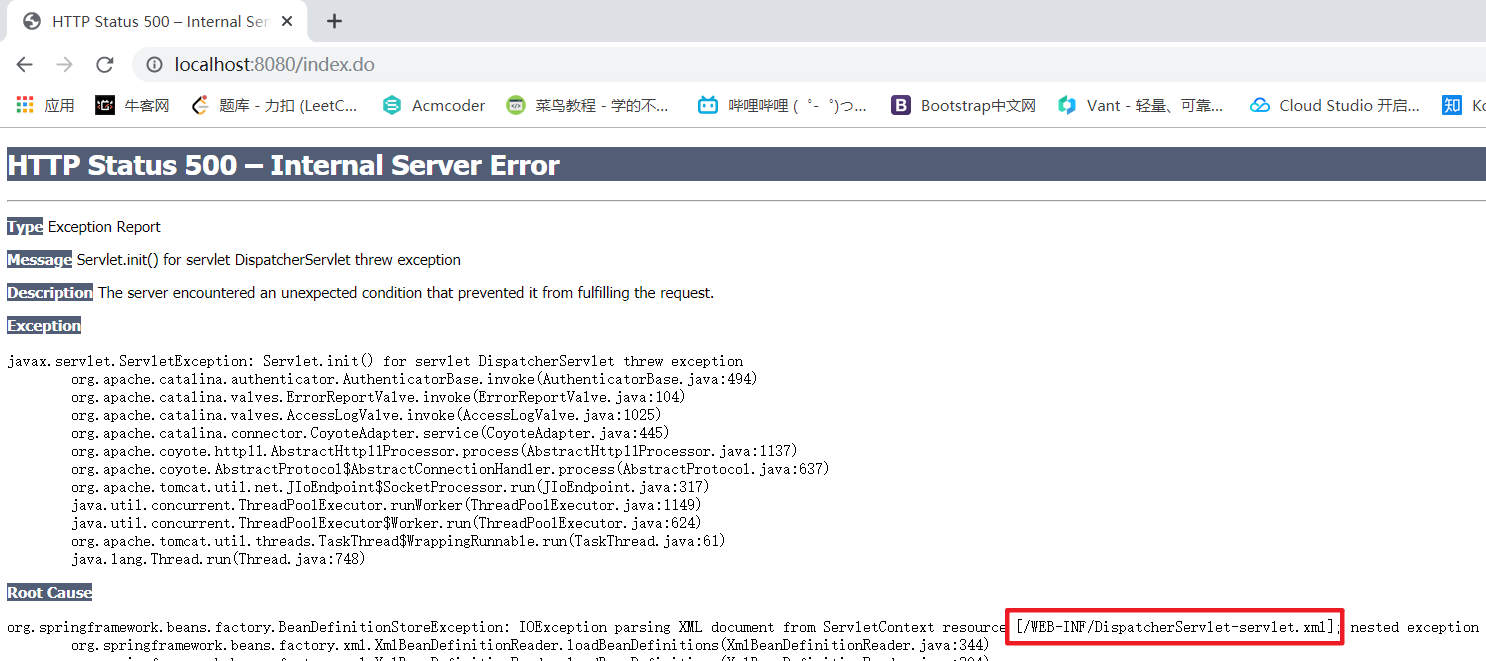 HTTP Status 500 – Internal Ser
localhost:8080/index.do
应用 牛客网 题库 - 力扣 (LeetC... Acmcoder 菜鸟教程 - 学的不... 哔哩哔哩 ( ゜- ゜)つ... B Bootstrap中文网 Vant - 轻量、可靠... Cloud Studio 开启... 知 Ko
HTTP Status 500 – Internal Server Error
Type Exception Report
Message Servlet.init() for servlet DispatcherServlet threw exception
Description The server encountered an unexpected condition that prevented it from fulfilling the request.
Exception
javax.servlet.ServletException: Servlet.init() for servlet DispatcherServlet threw exception
org.apache.catalina.authenticator.AuthenticatorBase.invoke(AuthenticatorBase.java:494)
org.apache.catalina.valves.ErrorReportValve.invoke(ErrorReportValve.java:104)
org.apache.catalina.valves.AccessLogValve.invoke(AccessLogValve.java:1025)
org.apache.catalina.connector.CoyoteAdapter.service(CoyoteAdapter.java:445)
org.apache.coyote.http11.AbstractHttp11Processor.process(AbstractHttp11Processor.java:1137)
org.apache.coyote.AbstractProtocol$AbstractConnectionHandler.process(AbstractProtocol.java:637)
org.apache.tomcat.util.net.JIoEndpoint$SocketProcessor.run(JIoEndpoint.java:317)
java.util.concurrent.ThreadPoolExecutor.runWorker(ThreadPoolExecutor.java:1149)
java.util.concurrent.ThreadPoolExecutor$Worker.run(ThreadPoolExecutor.java:624)
org.apache.tomcat.util.threads.TaskThread$WrappingRunnable.run(TaskThread.java:61)
java.lang.Thread.run(Thread.java:748)
Root Cause
org.springframework.beans.factory.BeanDefinitionStoreException: IOException parsing XML document from ServletContext resource [/WEB-INF/DispatcherServlet-servlet.xml]; nested exception
org.springframework.beans.factory.xml.XmlBeanDefinitionReader.loadBeanDefinitions(XmlBeanDefinitionReader.java:344)